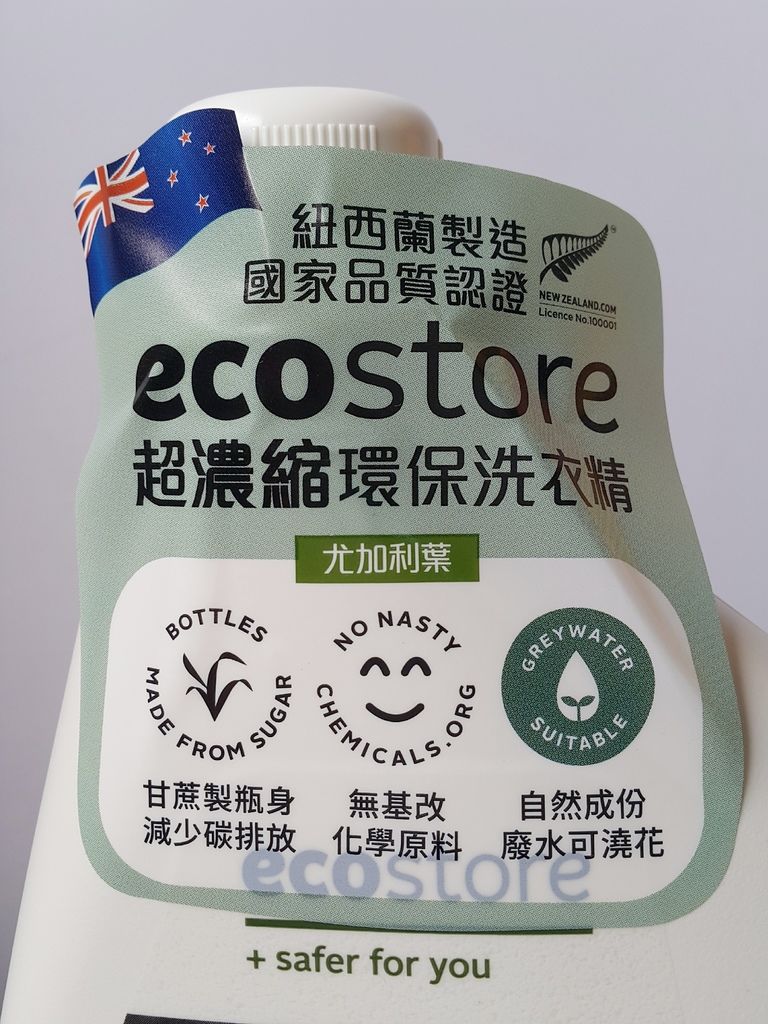 紐西蘭製造
國家品質認證
NEW ZEALAND.COM
Licence No.100001
ecostore
超濃縮環保洗衣精
尤加利葉
BOTTLES MADE FROM SUGAR
NO NASTY CHEMICALS.ORG
GREYWATER SUITABLE
甘蔗製瓶身
減少碳排放
無基改
化學原料
自然成份
廢水可澆花
ecostore
+ safer for you